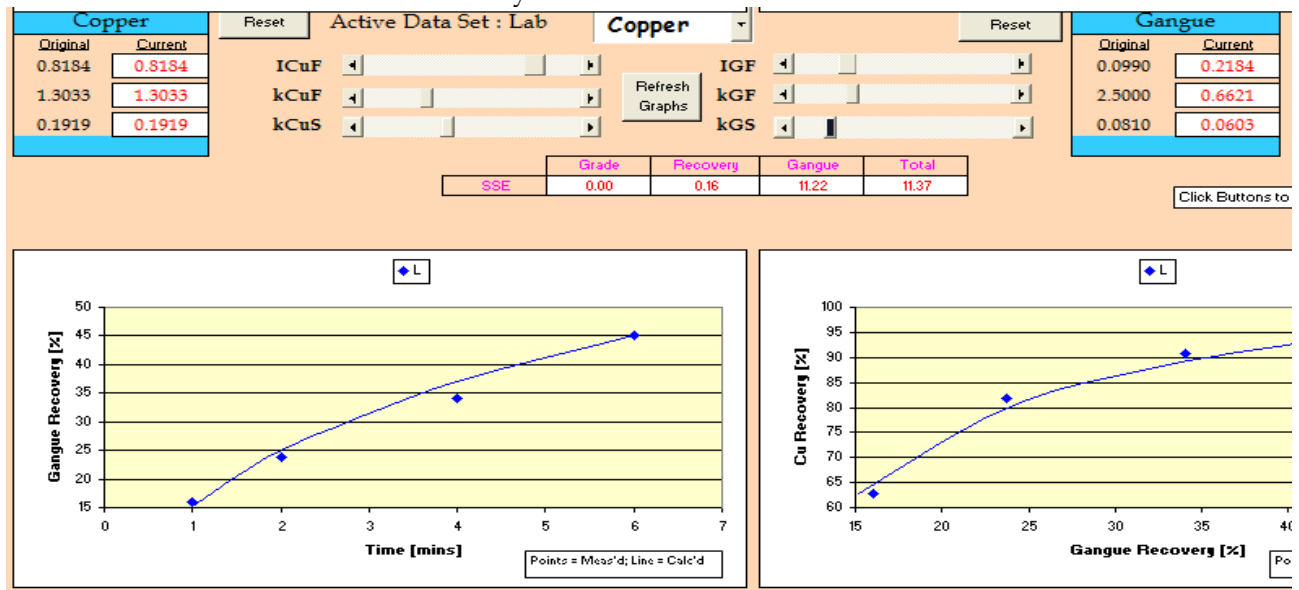 Copper
Reset
Active Data Set : Lab
Copper
Reset
Gangue
Original Current
Original Current
0.8184 0.8184
ICuF
IGF
0.0990 0.2184
1.3033 1.3033
kCuF
Refresh
Graphs
kGF
2.5000 0.6621
0.1919 0.1919
kCuS
kGS
0.0810 0.0603
Grade Recovery Gangue Total
SSE 0.00 0.16 11.22 11.37
Click Buttons to
L
50
45
40
35
30
25
20
15
Gangue Recovery [%]
0 1 2 3 4 5 6 7
Time [mins]
Points = Meas'd; Line = Calc'd
L
100
95
90
85
80
75
70
65
60
Cu Recovery [%]
15 20 25 30 35 40
Gangue Recovery [%]
Po